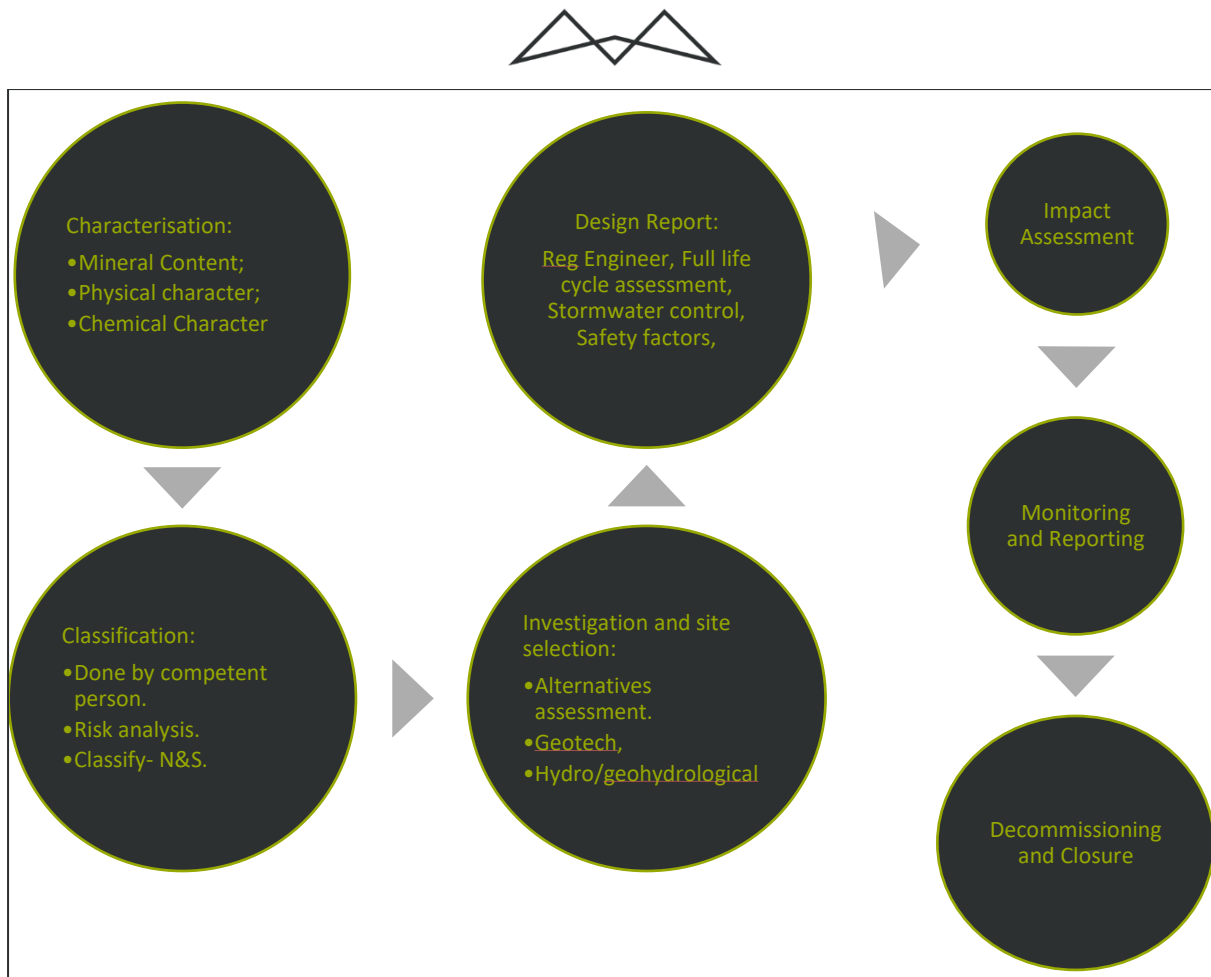 Characterisation:
•Mineral Content;
•Physical character;
•Chemical Character
Classification:
•Done by competent
person.
•Risk analysis.
•Classify- N&S.
Investigation and site
selection:
•Alternatives
assessment.
•Geotech,
•Hydro/geohydrological
Design Report:
Reg Engineer, Full life
cycle assessment,
Stormwater control,
Safety factors,
Impact
Assessment
Monitoring
and Reporting
Decommissioning
and Closure